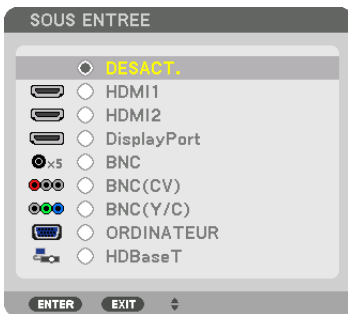 SOUS ENTREE
DESACT.
HDMI1
HDMI2
DisplayPort
×5 BNC
BNC(CV)
BNC(Y/C)
ORDINATEUR
HDBaseT
ENTER EXIT